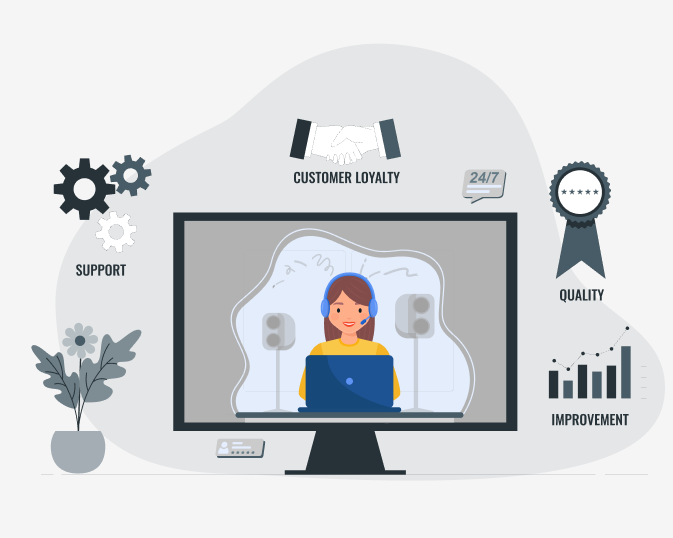 CUSTOMER LOYALTY
24/7
SUPPORT
QUALITY
IMPROVEMENT